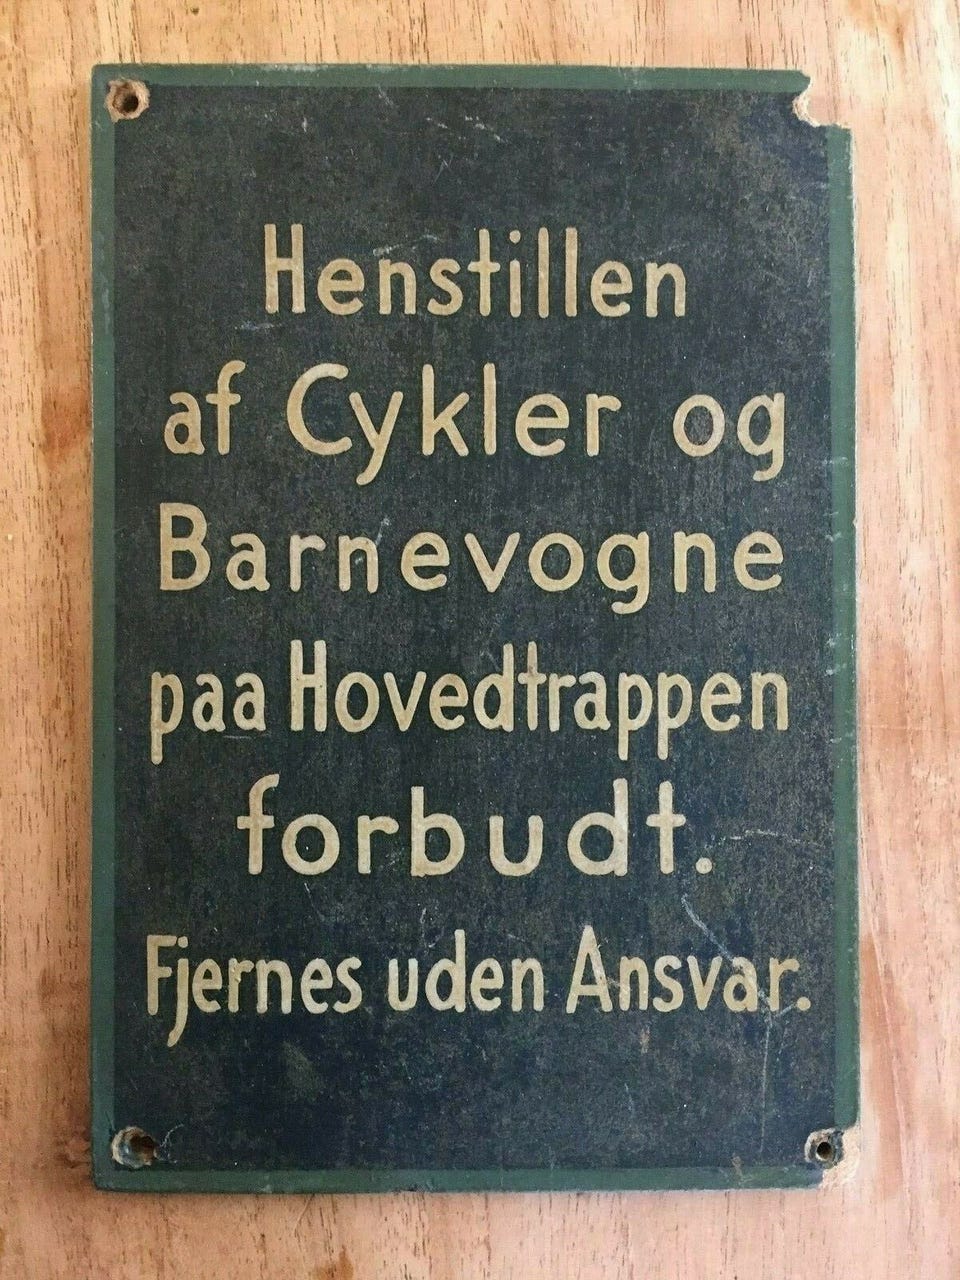 Henstillen
af Cykler og
Barnevogne
paa Hovedtrappen
forbudt.
Fjernes uden Ansvar.